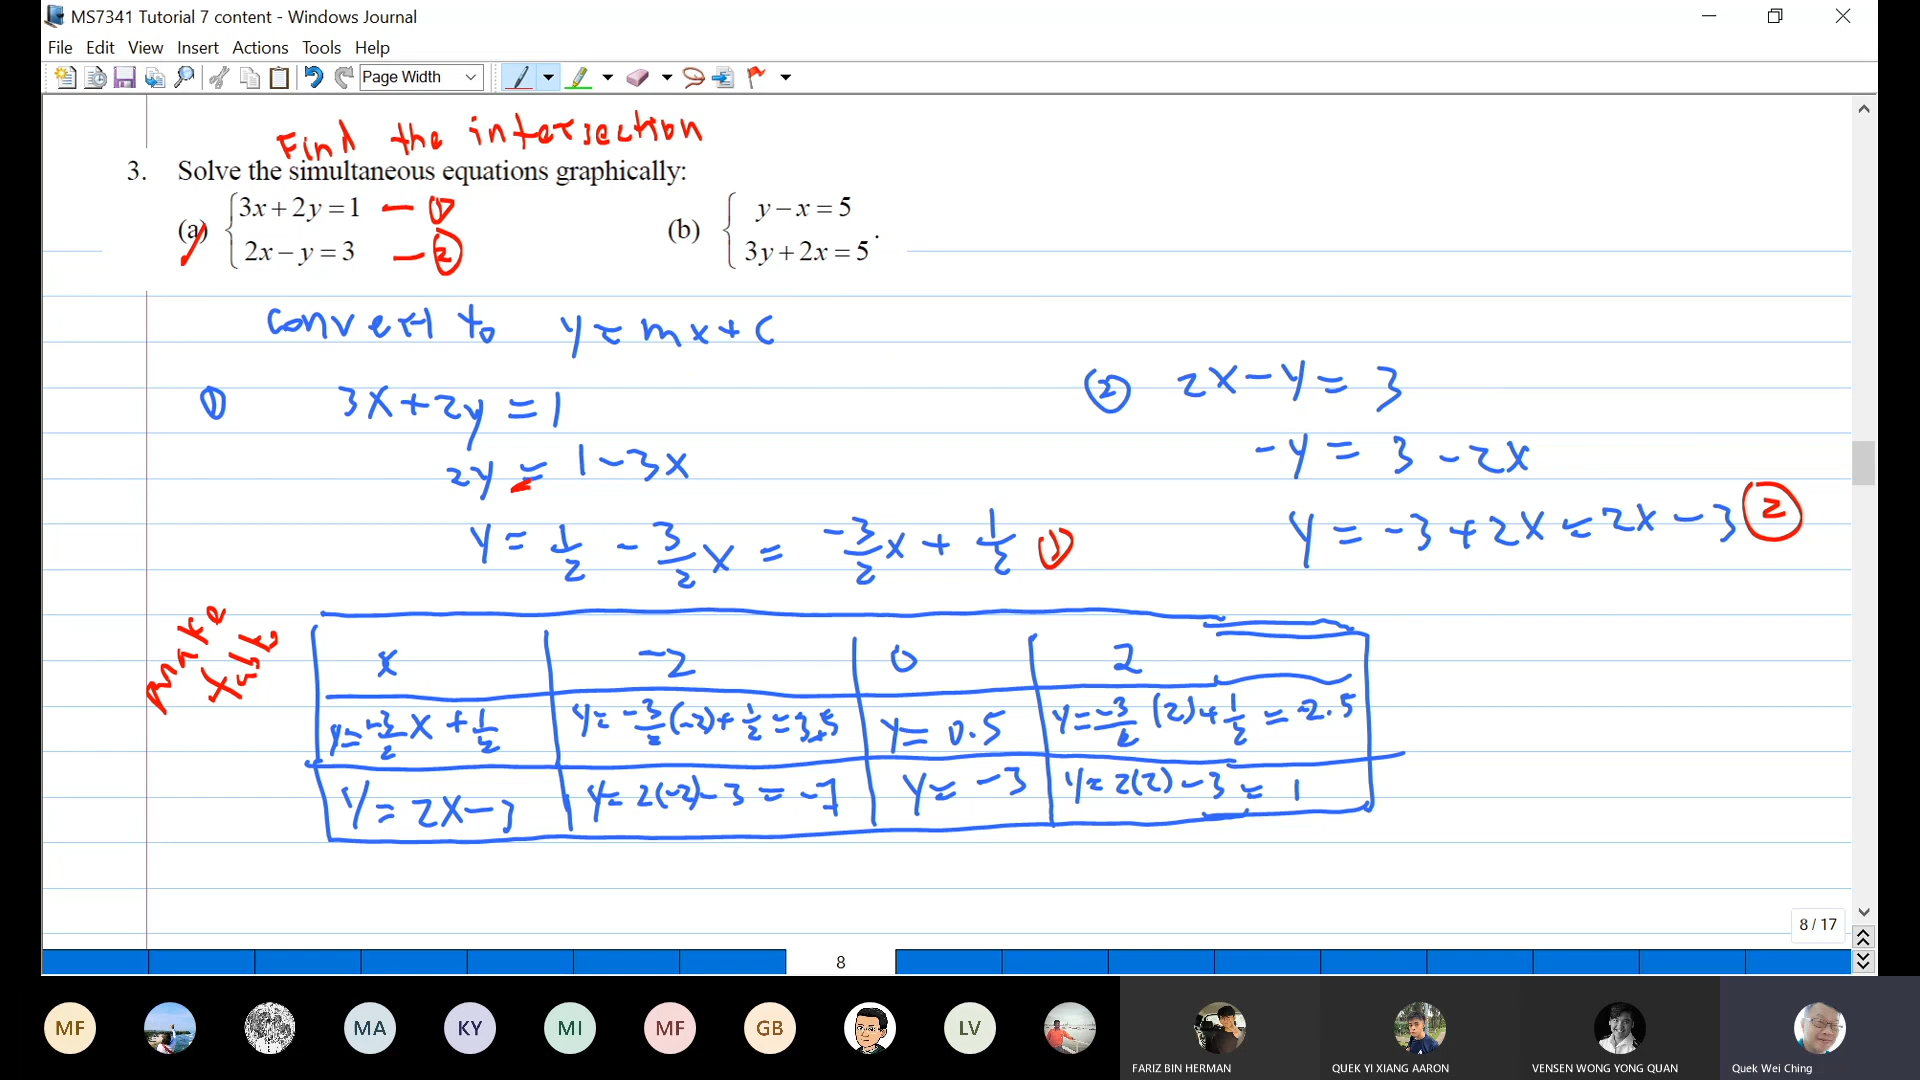 MS7341 Tutorial 7 content - Windows Journal
File Edit View Insert Actions Tools Help
Page Width
Find the intersection
3. Solve the simultaneous equations graphically:
(a) 3x + 2y = 1 — ①
2x − y = 3 — ②
(b) y − x = 5
3y + 2x = 5 .
convert to y = mx + c
① 3x + 2y = 1
2y = 1 − 3x
y = 1/2 − 3/2 x = −3/2 x + 1/2 ①
② 2x − y = 3
−y = 3 − 2x
y = −3 + 2x = 2x − 3 ②
make table
x −2 0 2
y = −3/2 x + 1/2 y = −3/2 (−2) + 1/2 = 3.5 y = 0.5 y = −3/2 (2) + 1/2 = −2.5
y = 2x − 3 y = 2(−2) − 3 = −7 y = −3 y = 2(2) − 3 = 1
8 / 17
8
MF MA KY MI MF GB LV
FARIZ BIN HERMAN QUEK YI XIANG AARON VENSEN WONG YONG QUAN Quek Wei Ching